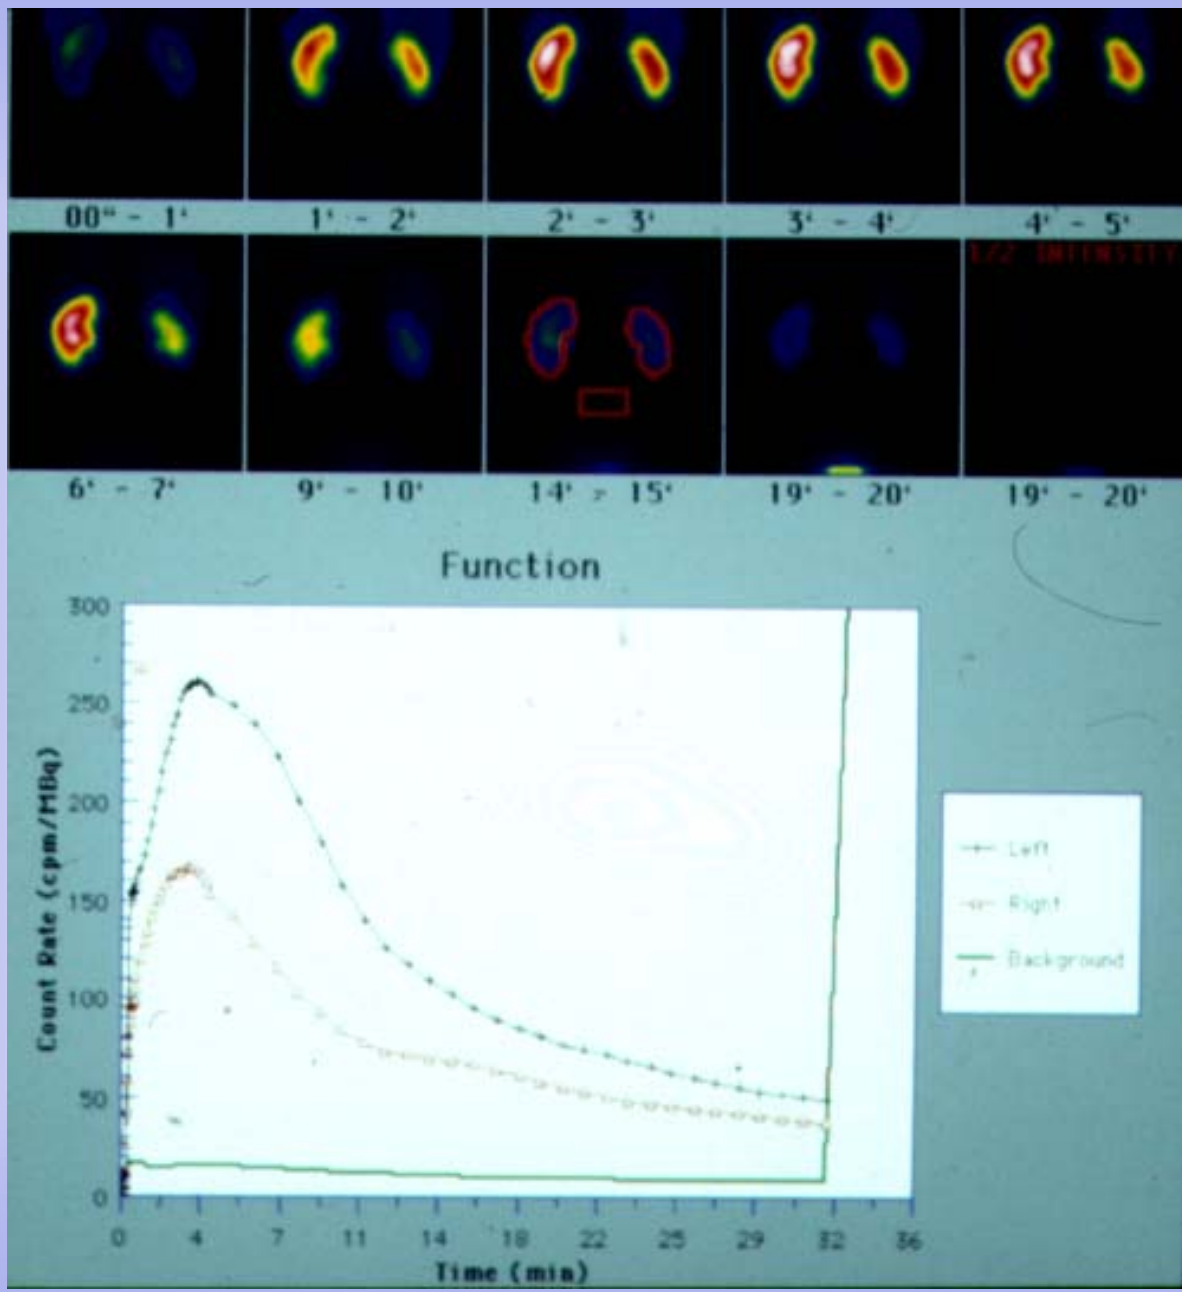 00" - 1'
1' - 2'
2' - 3'
3' - 4'
4' - 5'
1/2 INTENSITY
6' - 7'
9' - 10'
14' - 15'
19' - 20'
19' - 20'
Function
300
250
200
150
100
50
0
Count Rate (cpm/MBq)
Left
Right
Background
0 4 7 11 14 18 22 25 29 32 36
Time (min)